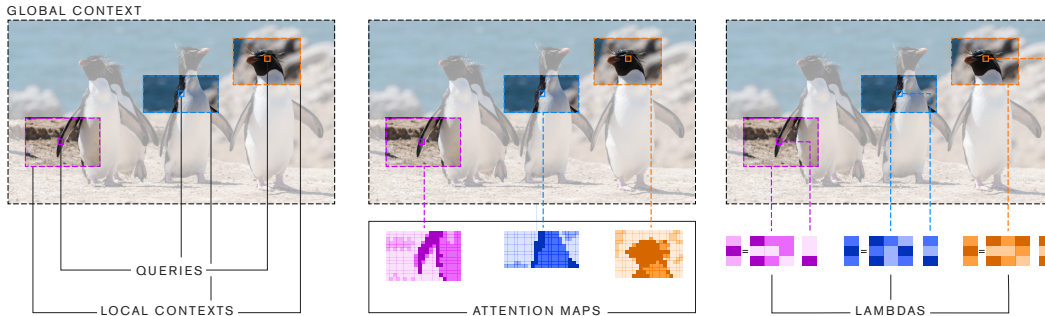 GLOBAL CONTEXT
QUERIES
LOCAL CONTEXTS
ATTENTION MAPS
=
=
=
LAMBDAS